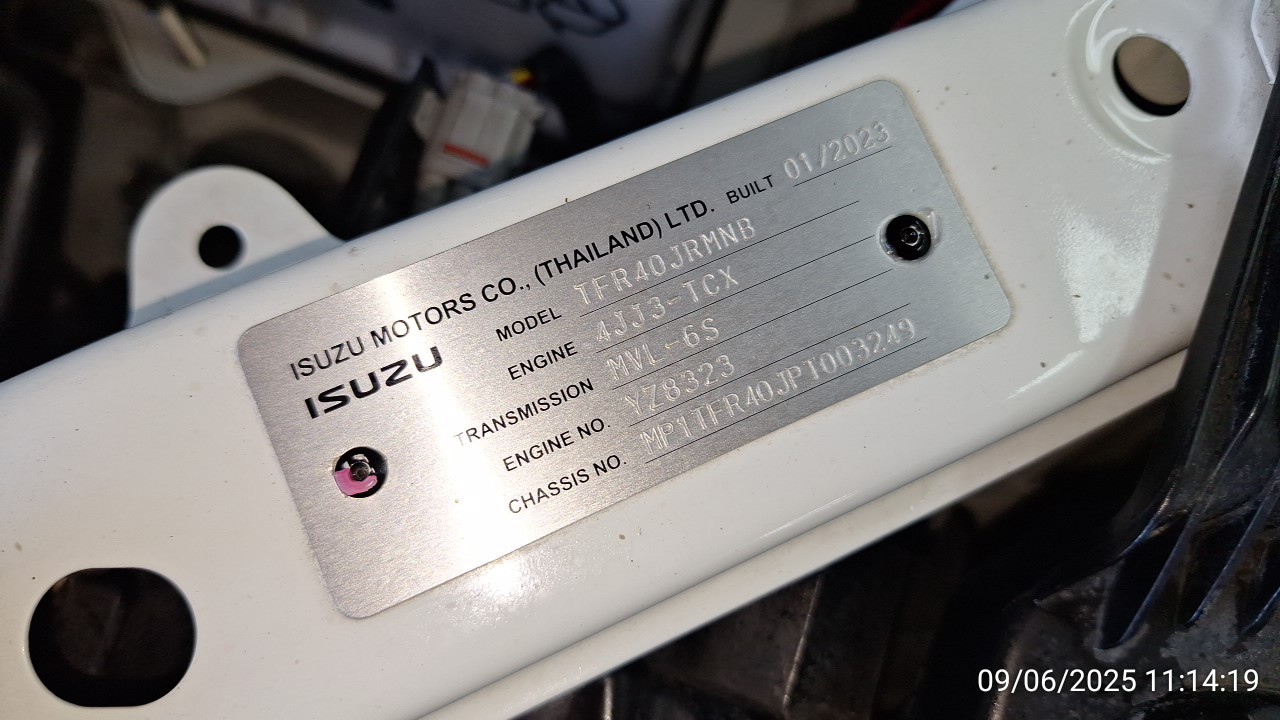 ISUZU MOTORS CO., (THAILAND) LTD. BUILT 01/2023
ISUZU
MODEL TFR40JRMNB
ENGINE 4JJ3-TCX
TRANSMISSION MVL-6S
ENGINE NO. YZ8323
CHASSIS NO. MP1TFR40JPT003249
09/06/2025 11:14:19